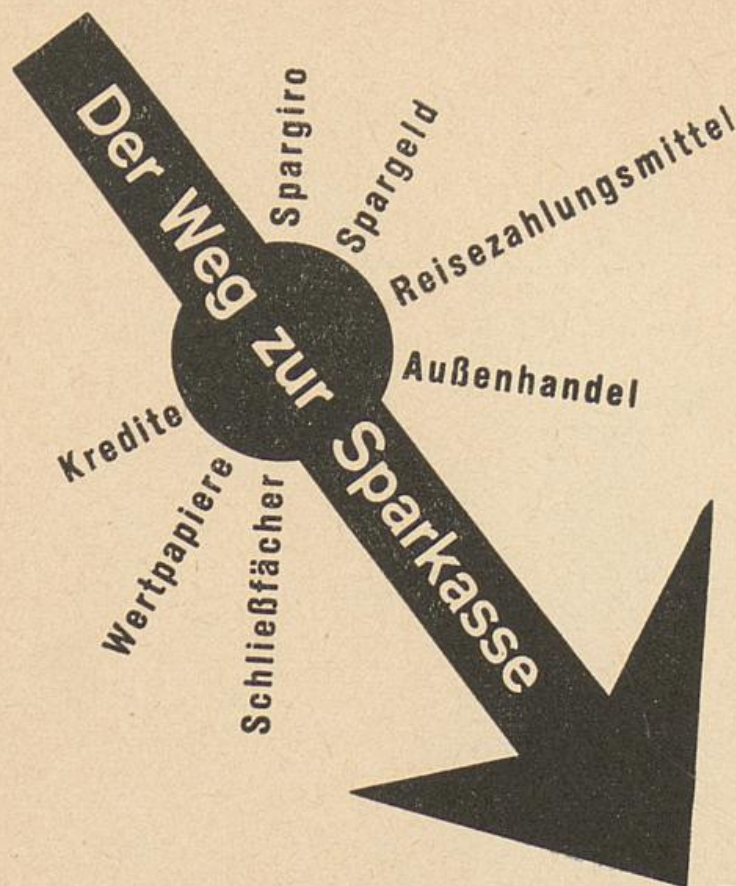 Der Weg zur Sparkasse
Spargiro
Spargeld
Reisezahlungsmittel
Außenhandel
Kredite
Wertpapiere
Schließfächer